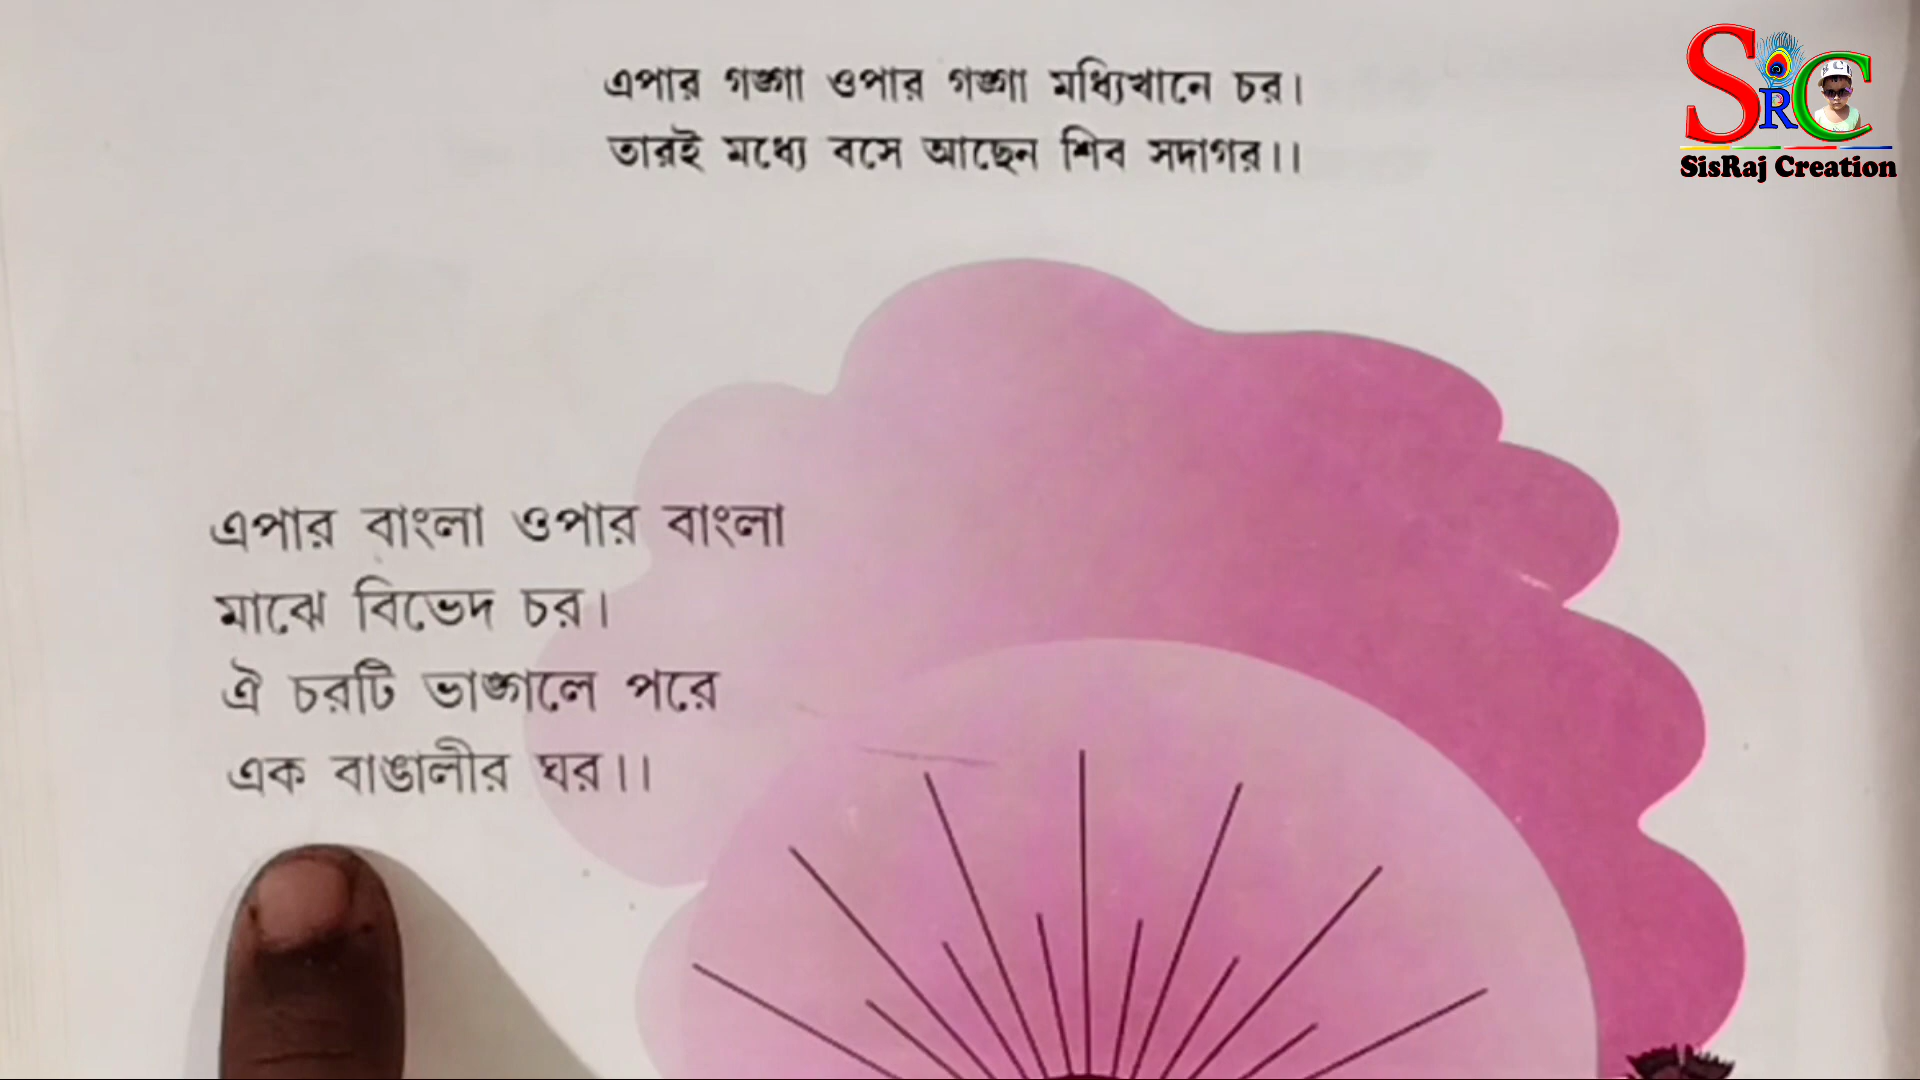 এপার গঙ্গা ওপার গঙ্গা মধ্যিখানে চর।
তারই মধ্যে বসে আছেন শিব সদাগর।।
এপার বাংলা ওপার বাংলা
মাঝে বিভেদ চর।
ঐ চরটি ভাঙ্গলে পরে
এক বাঙালীর ঘর।।
SRC
SisRaj Creation